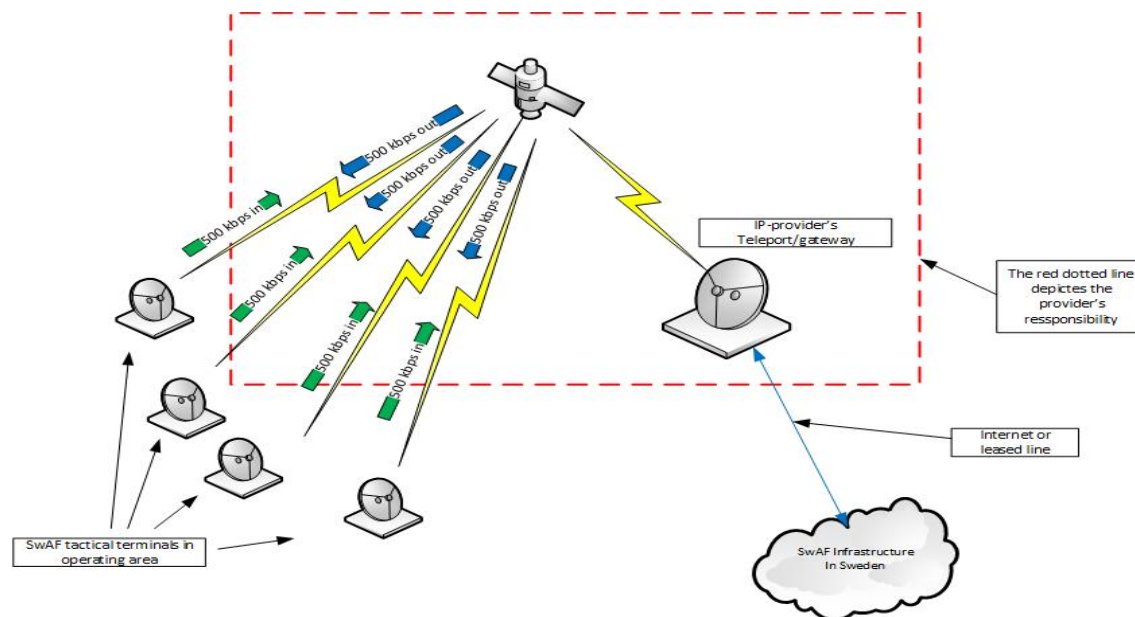 500 kbps out
500 kbps out
500 kbps out
500 kbps out
500 kbps in
500 kbps in
500 kbps in
500 kbps in
IP-provider's
Teleport/gateway
The red dotted line
depictes the
provider's
ressponsibility
Internet or
leased line
SwAF tactical terminals in
operating area
SwAF Infrastructure
In Sweden